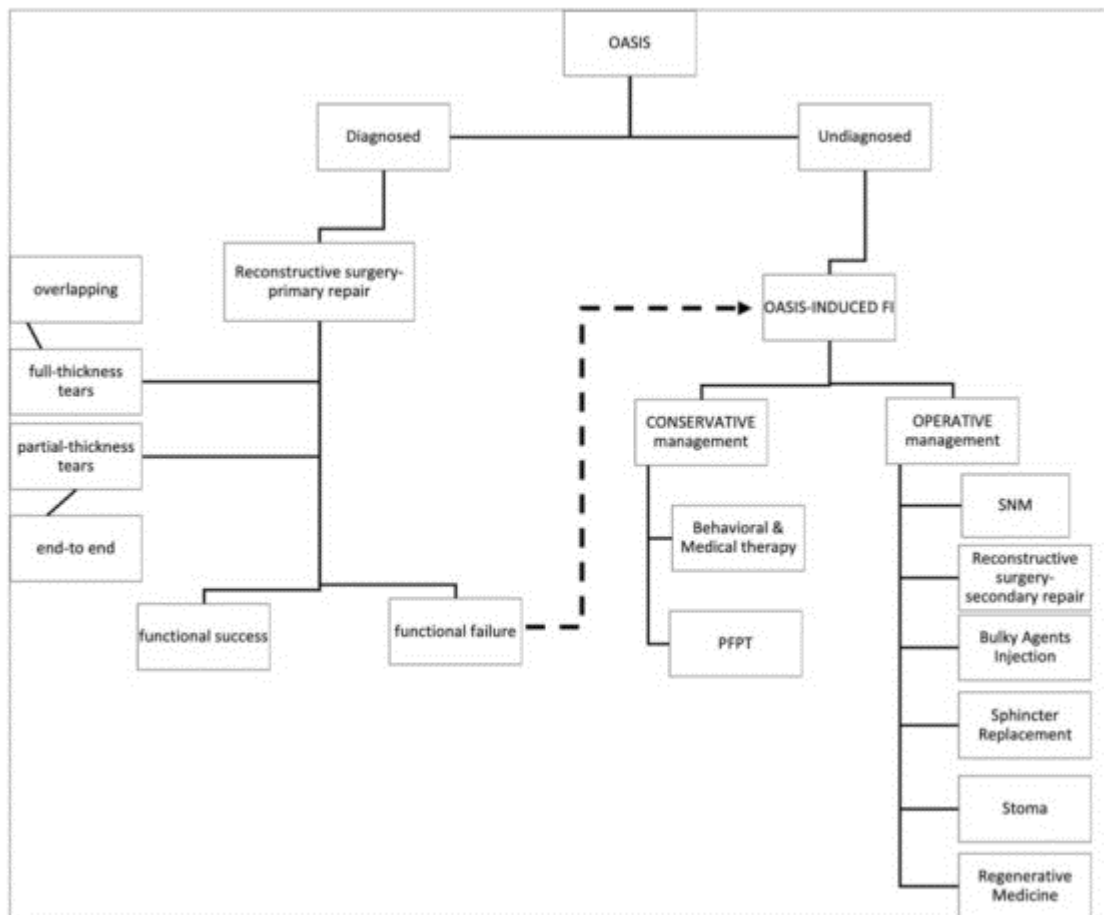 OASIS
Diagnosed
Undiagnosed
Reconstructive surgery-
primary repair
overlapping
full-thickness
tears
partial-thickness
tears
end-to end
functional success
functional failure
OASIS-INDUCED FI
CONSERVATIVE
management
OPERATIVE
management
Behavioral &
Medical therapy
PFPT
SNM
Reconstructive
surgery-
secondary repair
Bulky Agents
Injection
Sphincter
Replacement
Stoma
Regenerative
Medicine